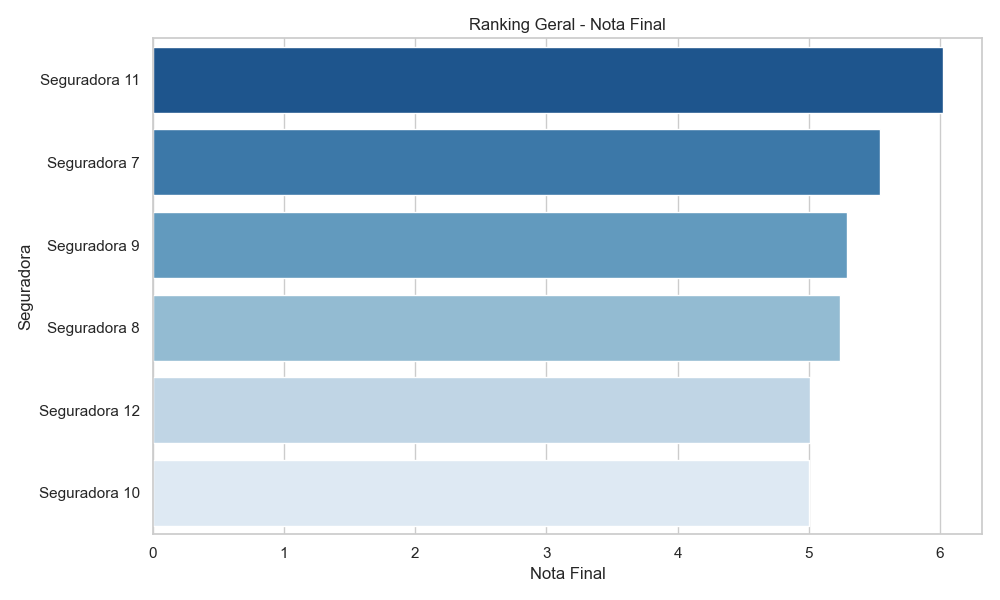 Ranking Geral - Nota Final
Seguradora
Seguradora 11
Seguradora 7
Seguradora 9
Seguradora 8
Seguradora 12
Seguradora 10
0 1 2 3 4 5 6
Nota Final